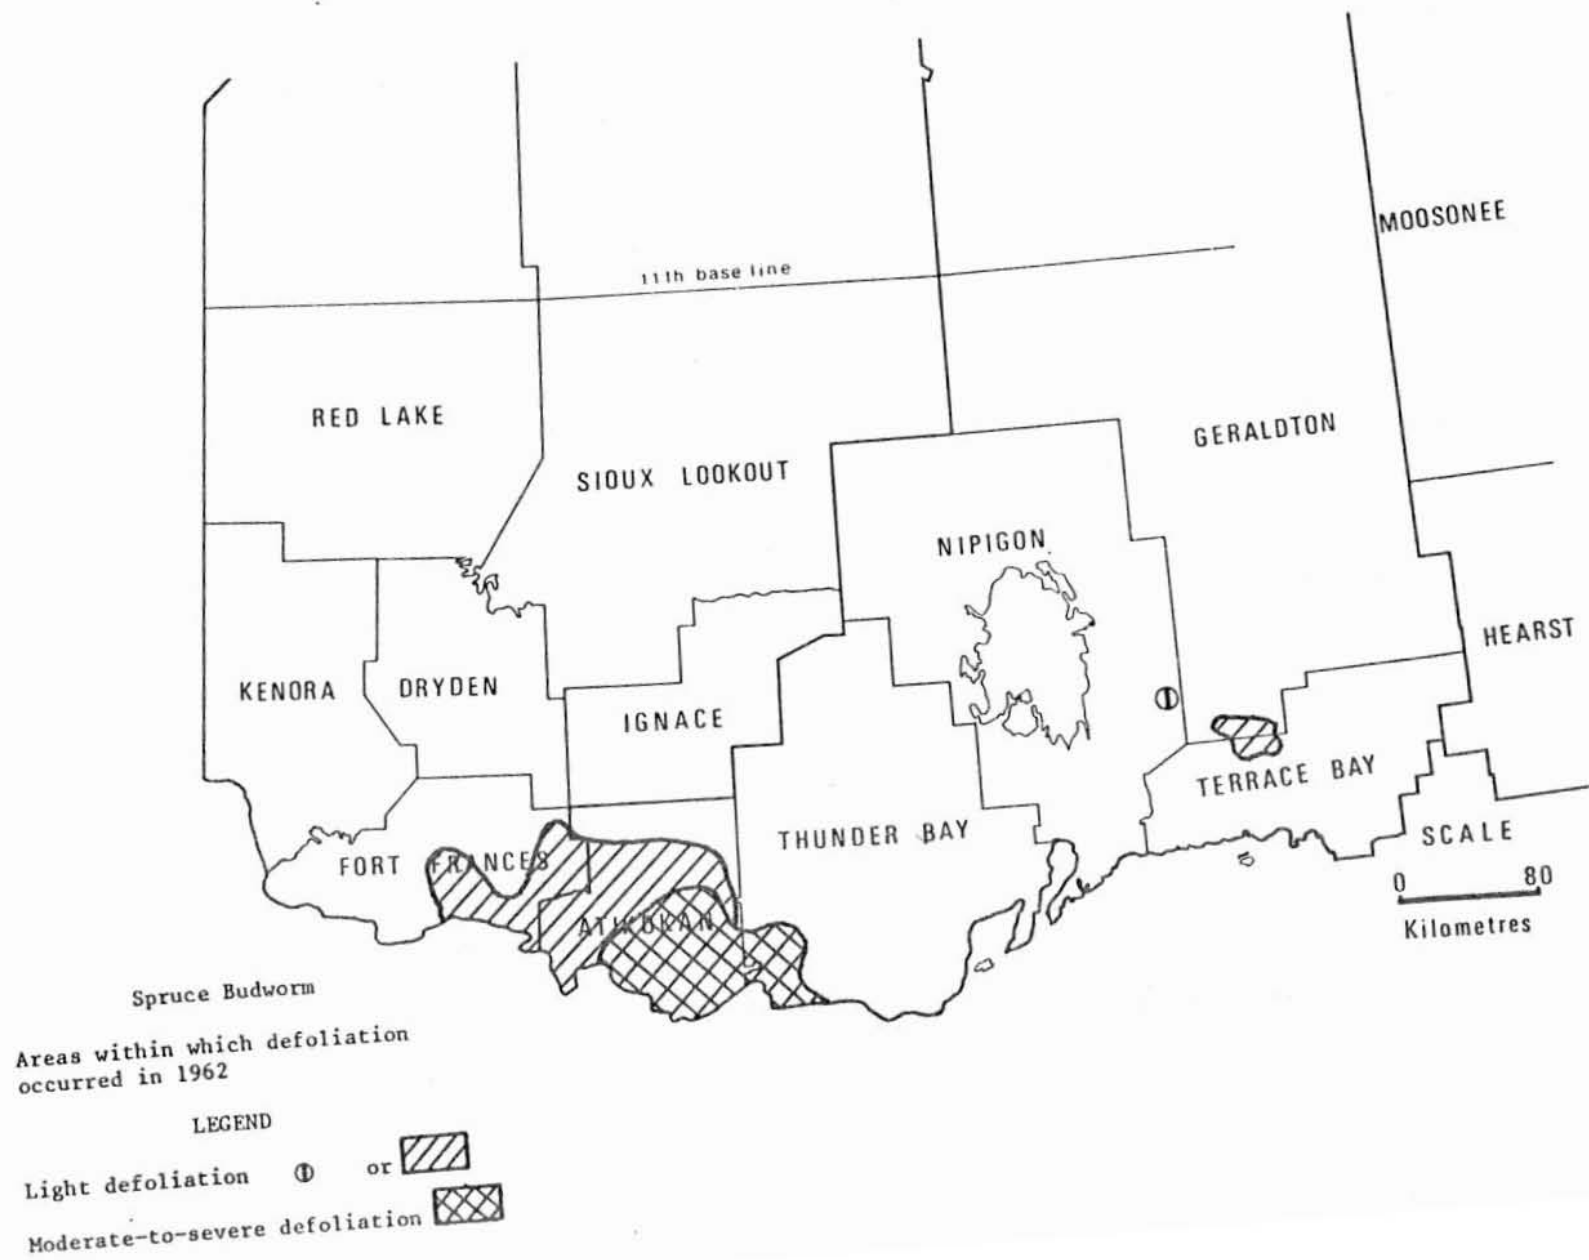 MOOSONEE
11th base line
RED LAKE
GERALDTON
SIOUX LOOKOUT
NIPIGON
HEARST
KENORA
DRYDEN
IGNACE
TERRACE BAY
THUNDER BAY
SCALE
FORT FRANCES
0 80
Kilometres
ATIKOKAN
Spruce Budworm
Areas within which defoliation
occurred in 1962
LEGEND
Light defoliation or
Moderate-to-severe defoliation